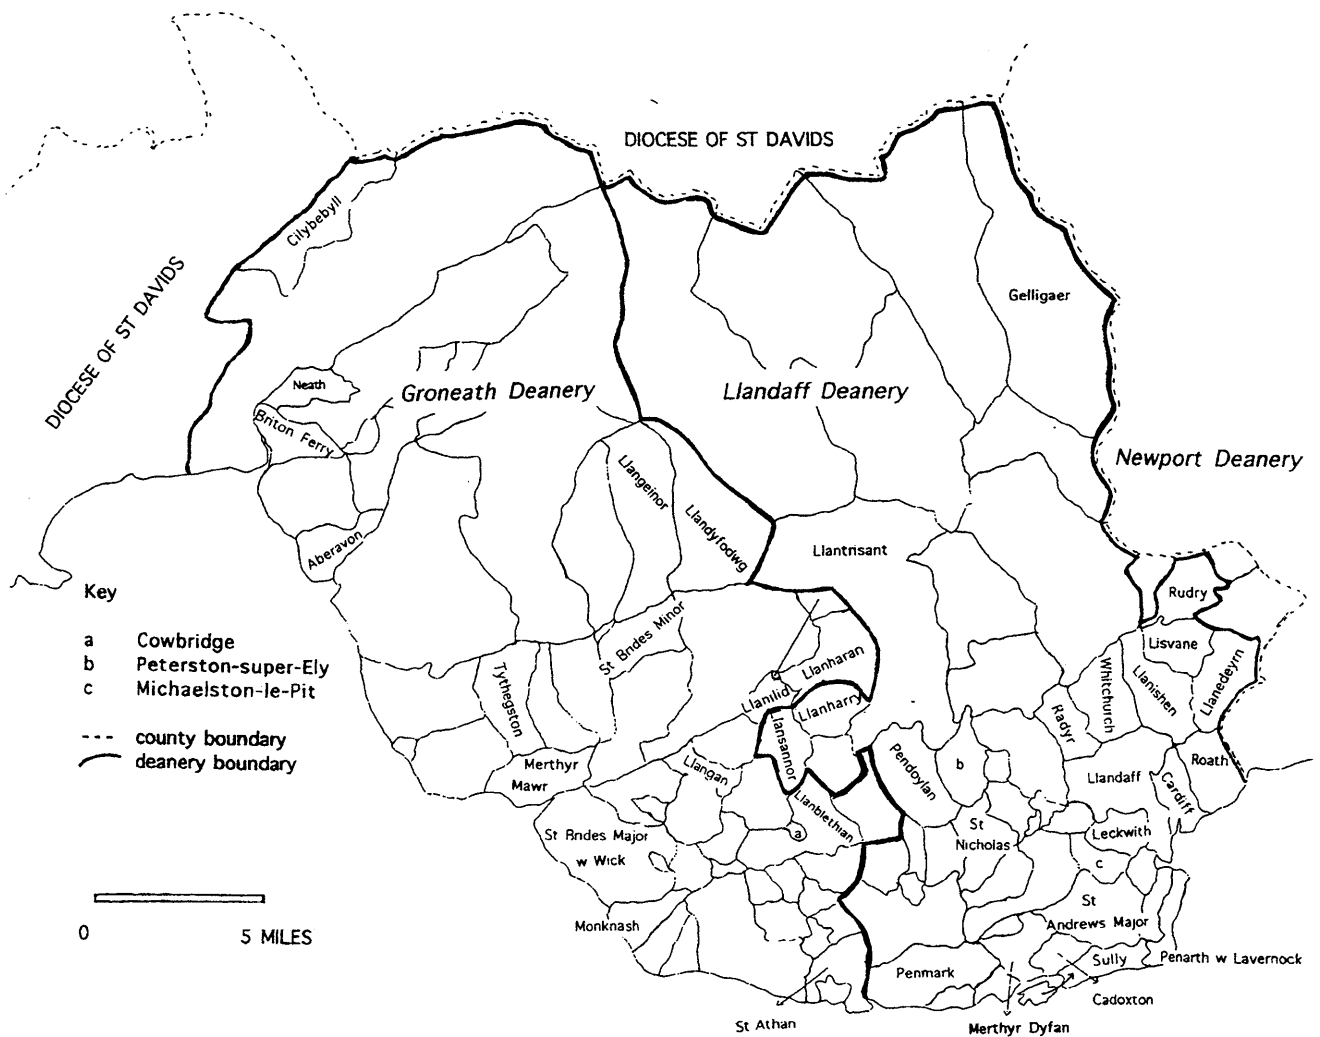 DIOCESE OF ST DAVIDS
Cilybebyll
DIOCESE OF ST DAVIDS
Gelligaer
Neath
Groneath Deanery
Llandaff Deanery
Briton Ferry
Newport Deanery
Llangeinor
Llandyfodwg
Aberavon
Llantrisant
Key
a Cowbridge
b Peterston-super-Ely
c Michaelston-le-Pit
--- county boundary
deanery boundary
Rudry
St Brides Minor
Lisvane
Llanharan
Tythegston
Whitchurch
Llanishen
Llanedeyrn
Llanilid
Llanharry
Radyr
Llansannor
Merthyr
Mawr
Llangan
Pendoylan
b
Roath
Llandaff
Cardiff
Llanblethian
a
St Brides Major
w Wick
St
Nicholas
Leckwith
c
St
Andrews Major
Monknash
0 5 MILES
Penmark
Sully
Penarth w Lavernock
Cadoxton
St Athan
Merthyr Dyfan